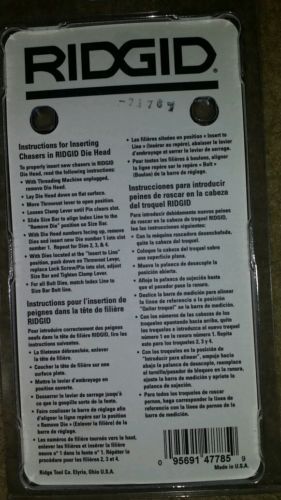 RIDGID
Instructions for Inserting
Chasers in RIDGID Die Head
To properly insert new chasers in RIDGID
Die Head, read the following instructions:
• With Threading Machine unplugged,
remove Die Head.
• Lay Die Head down on flat surface.
• Move Throwout lever to open position.
• Loosen Clamp Lever until Pin clears slot.
• Slide Size Bar to align Index Line to the
"Remove Die" position on Size Bar.
• With Die Head numbers facing up, remove
Dies and insert new Die number 1 into slot
number 1. Repeat for Dies 2, 3, & 4.
• With Dies located at the "Insert to Line"
position, push down on Throwout Lever,
replace Lock Screw/Pin into slot, adjust
Size Bar and Tighten Clamp Lever.
• For all Bolt Dies, match Index Line to
Size Bar Bolt line.
Instructions pour l'insertion de
peignes dans la tête de filière
RIDGID
Pour introduire correctement des peignes
neufs dans la tête de filière RIDGID, lire les
instructions suivantes.
• La fileteuse débranchée, enlever
la tête de filière.
• Coucher la tête de filière sur une
surface plate.
• Mettre le levier d'embrayage en
position ouverte.
• Desserrer le levier de serrage jusqu'à
ce que la goupille sorte de la fente.
• Faire coulisser la barre de réglage afin
d'aligner la ligne repère sur la position
« Remove Die » (Enlever la filière) de la
barre de réglage.
• Les numéros de filière tournés vers le haut,
enlever les filières et insérer la filière
neuve n° 1 dans la fente n° 1. Répéter la
procédure pour les filières 2, 3 et 4.
Ridge Tool Co. Elyria, Ohio U.S.A.
• Les filières situées en position « Insert to
Line » (Insérer au repère), abaisser le levier
d'embrayage et serrer le levier de serrage.
• Pour toutes les filières à boulons, aligner
la ligne repère sur le repère « Bolt »
(Boulon) de la barre de réglage.
Instrucciones para introducir
peines de roscar en la cabeza
del troquel RIDGID
Para introducir debidamente nuevos peines
de roscar en la cabeza del troquel RIDGID,
lea las instrucciones siguientes:
• Con la máquina roscadora desenchufada,
quite la cabeza del troquel.
• Coloque la cabeza del troquel sobre
una superficie plana.
• Mueva la palanca de desacople la posición
abierta.
• Afloje la palanca de sujeción hasta
que el pasador pase la ranura.
• Deslice la barra de medición para alinear
la línea de referencia a la posición
"Quitar troquel" en la barra de medición.
• Con los números de las cabezas de los
troqueles apuntando hacia arriba, quite
los troqueles e introduzca el nuevo troquel
número 1 en la ranura número 1. Repita
esto para los troqueles 2, 3 y 4.
• Con los troqueles en la posición de
"Introducir para alinear", empuje hacia
abajo la palanca de desacople, reemplace
el tornillo/pasador de bloqueo en la ranura,
ajuste la barra de medición y apriete
la palanca de sujeción.
• Para todos los troqueles de roscar
pernos, haga corresponder la línea de
referencia con la línea de pernos de la
barra de medición.
0 95691 47785 9
Made in U.S.A.